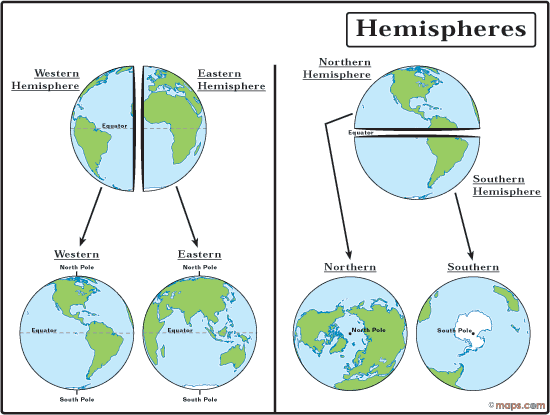 Hemispheres
Western
Hemisphere
Eastern
Hemisphere
Equator
Western
North Pole
Equator
South Pole
Eastern
North Pole
Equator
South Pole
Northern
Hemisphere
Equator
Southern
Hemisphere
Northern
North Pole
Southern
South Pole
©maps.com